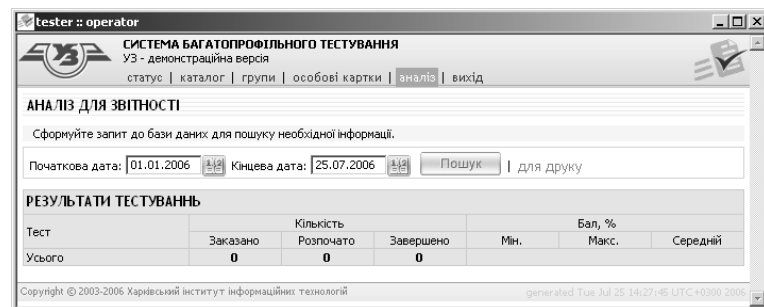 tester :: operator
УЗ
СИСТЕМА БАГАТОПРОФІЛЬНОГО ТЕСТУВАННЯ
УЗ - демонстраційна версія
статус | каталог | групи | особові картки | аналіз | вихід
АНАЛІЗ ДЛЯ ЗВІТНОСТІ
Сформуйте запит до бази даних для пошуку необхідної інформації.
Початкова дата: 01.01.2006 Кінцева дата: 25.07.2006 Пошук | для друку
РЕЗУЛЬТАТИ ТЕСТУВАННЬ
Тест Кількість Бал, %
Заказано Розпочато Завершено Мін. Макс. Середній
Усього 0 0 0
Copyright © 2003-2006 Харківський інститут інформаційних технологій generated Tue Jul 25 14:27:45 UTC+0300 2006